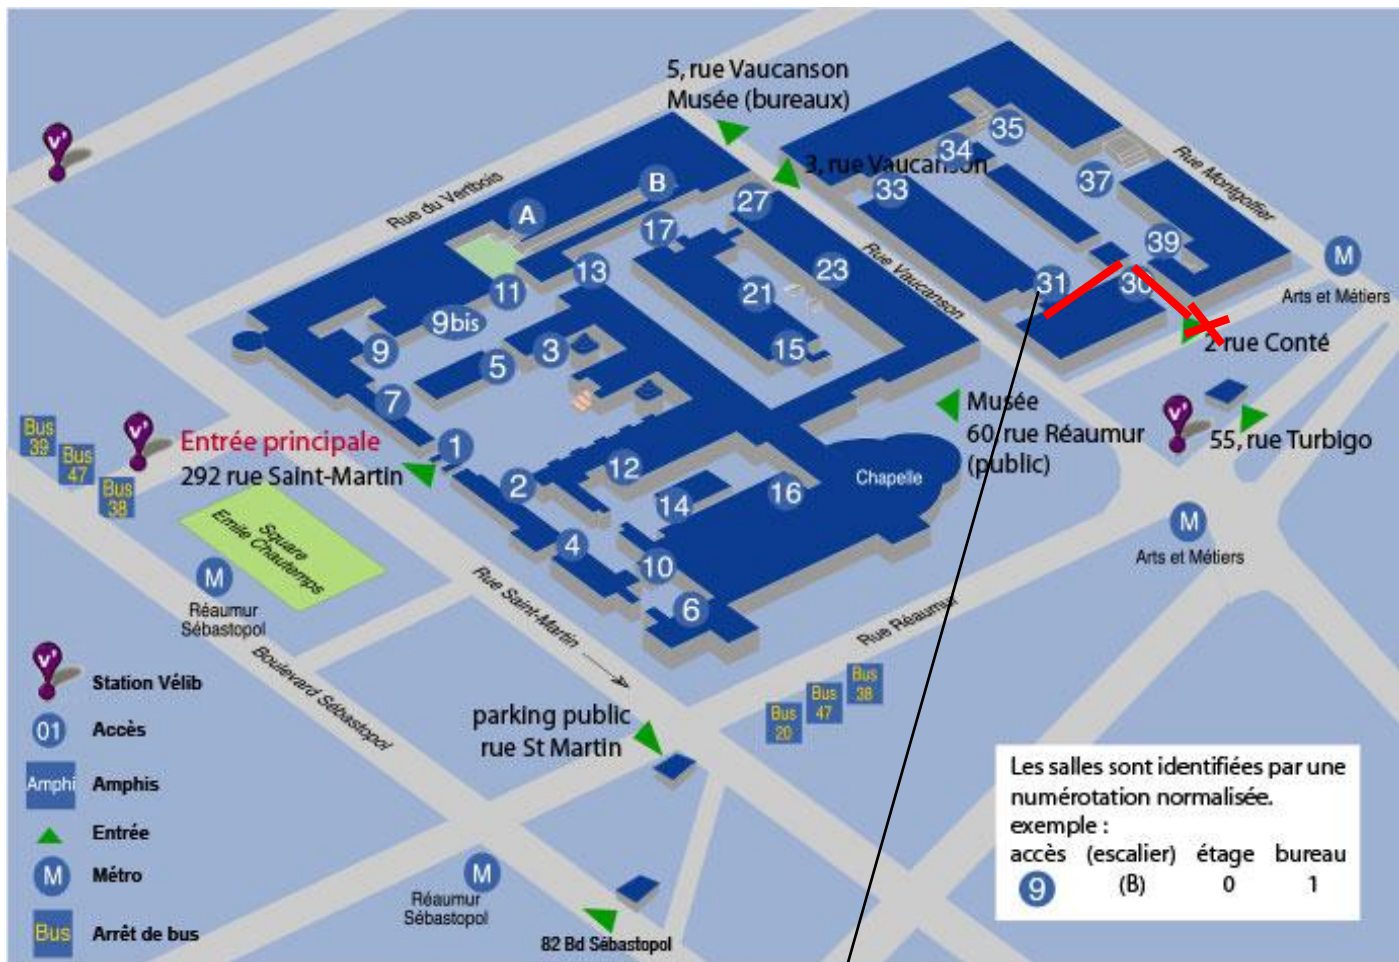 5, rue Vaucanson
Musée (bureaux)
3, rue Vaucanson
Rue du Vertbois
Rue Montgolfier
Rue Vaucanson
A
B
35
34
37
33
39
31
30
27
17
23
13
21
11
15
9bis
9
3
5
7
1
2
12
14
16
4
10
6
M
Arts et Métiers
2 rue Conté
55, rue Turbigo
Musée
60, rue Réaumur
(public)
Chapelle
M
Arts et Métiers
Bus
39
Bus
47
Bus
38
Entrée principale
292 rue Saint-Martin
Square
Emile Chautemps
M
Réaumur
Sébastopol
Rue Saint-Martin
Rue Réaumur
Boulevard Sébastopol
Bus
20
Bus
47
Bus
38
parking public
rue St Martin
M
Réaumur
Sébastopol
82 Bd Sébastopol
Station Vélib
01 Accès
Amphi Amphis
Entrée
M Métro
Bus Arrêt de bus
Les salles sont identifiées par une
numérotation normalisée.
exemple :
accès (escalier) étage bureau
9 (B) 0 1